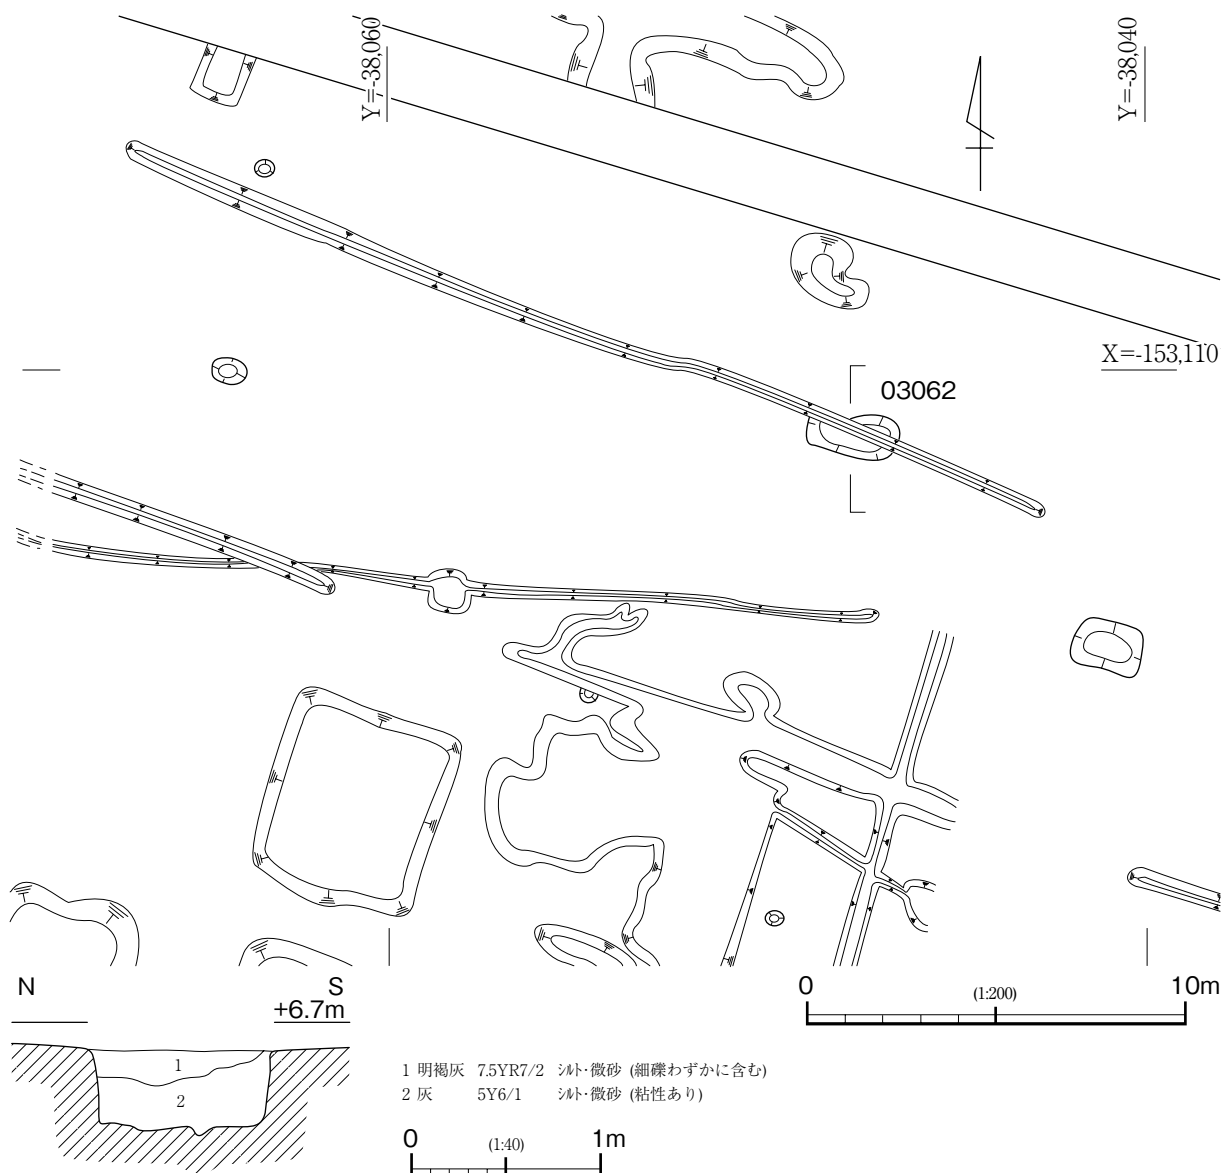 Y=-38,060
Y=-38,040
X=-153,110
03062
N
S
+6.7m
1
2
0
(1:200)
10m
1 明褐灰 7.5YR7/2 ｼﾙﾄ･微砂 (細礫わずかに含む)
2 灰 5Y6/1 ｼﾙﾄ･微砂 (粘性あり)
0
(1:40)
1m